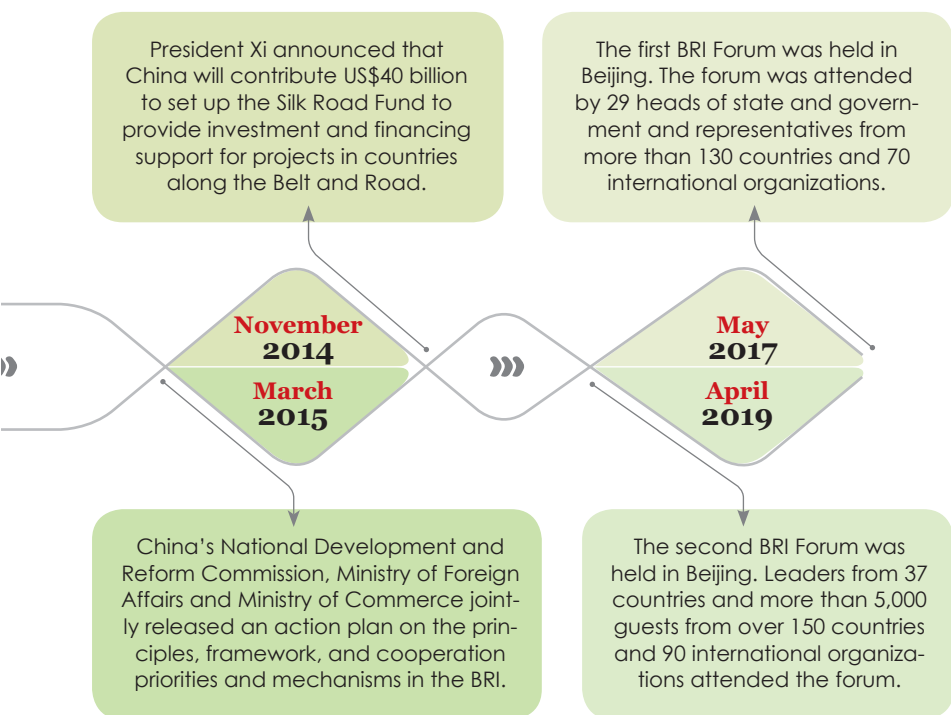 President Xi announced that
China will contribute US$40 billion
to set up the Silk Road Fund to
provide investment and financing
support for projects in countries
along the Belt and Road.
The first BRI Forum was held in
Beijing. The forum was attended
by 29 heads of state and govern-
ment and representatives from
more than 130 countries and 70
international organizations.
November
2014
March
2015
May
2017
April
2019
China’s National Development and
Reform Commission, Ministry of Foreign
Affairs and Ministry of Commerce joint-
ly released an action plan on the prin-
ciples, framework, and cooperation
priorities and mechanisms in the BRI.
The second BRI Forum was
held in Beijing. Leaders from 37
countries and more than 5,000
guests from over 150 countries
and 90 international organiza-
tions attended the forum.